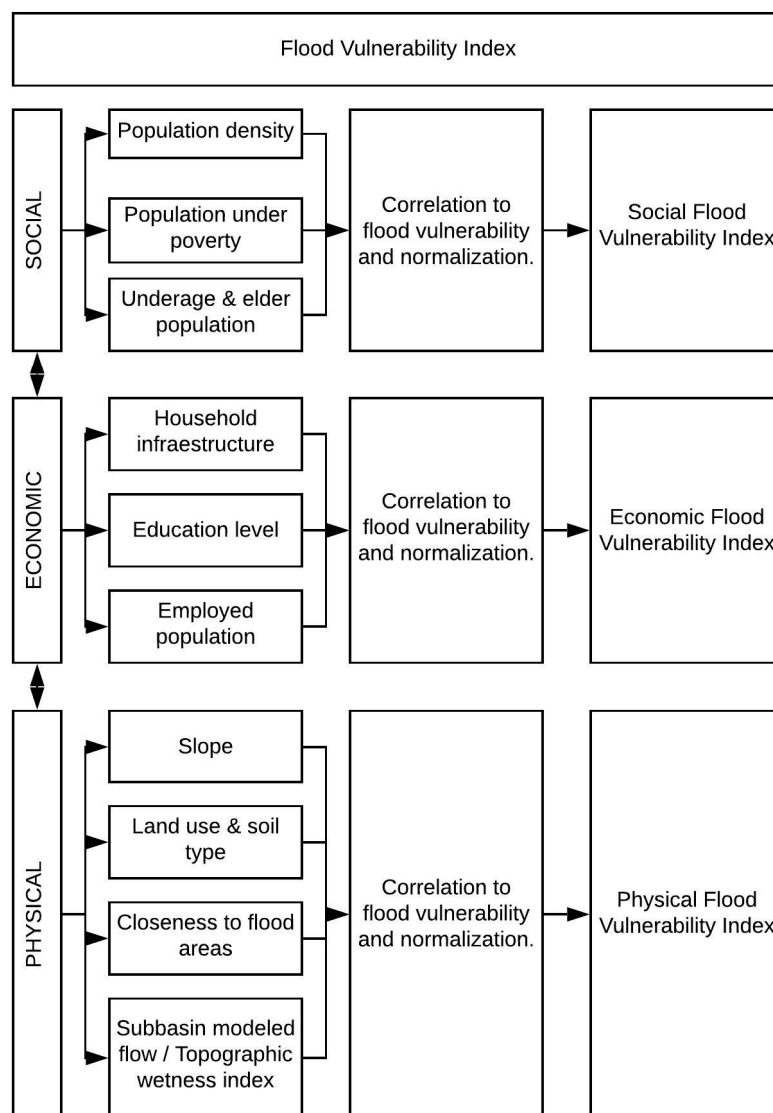 Flood Vulnerability Index
SOCIAL
Population density
Population under
poverty
Underage & elder
population
Correlation to
flood vulnerability
and normalization.
Social Flood
Vulnerability Index
ECONOMIC
Household
infraestructure
Education level
Employed
population
Correlation to
flood vulnerability
and normalization.
Economic Flood
Vulnerability Index
PHYSICAL
Slope
Land use & soil
type
Closeness to flood
areas
Subbasin modeled
flow / Topographic
wetness index
Correlation to
flood vulnerability
and normalization.
Physical Flood
Vulnerability Index